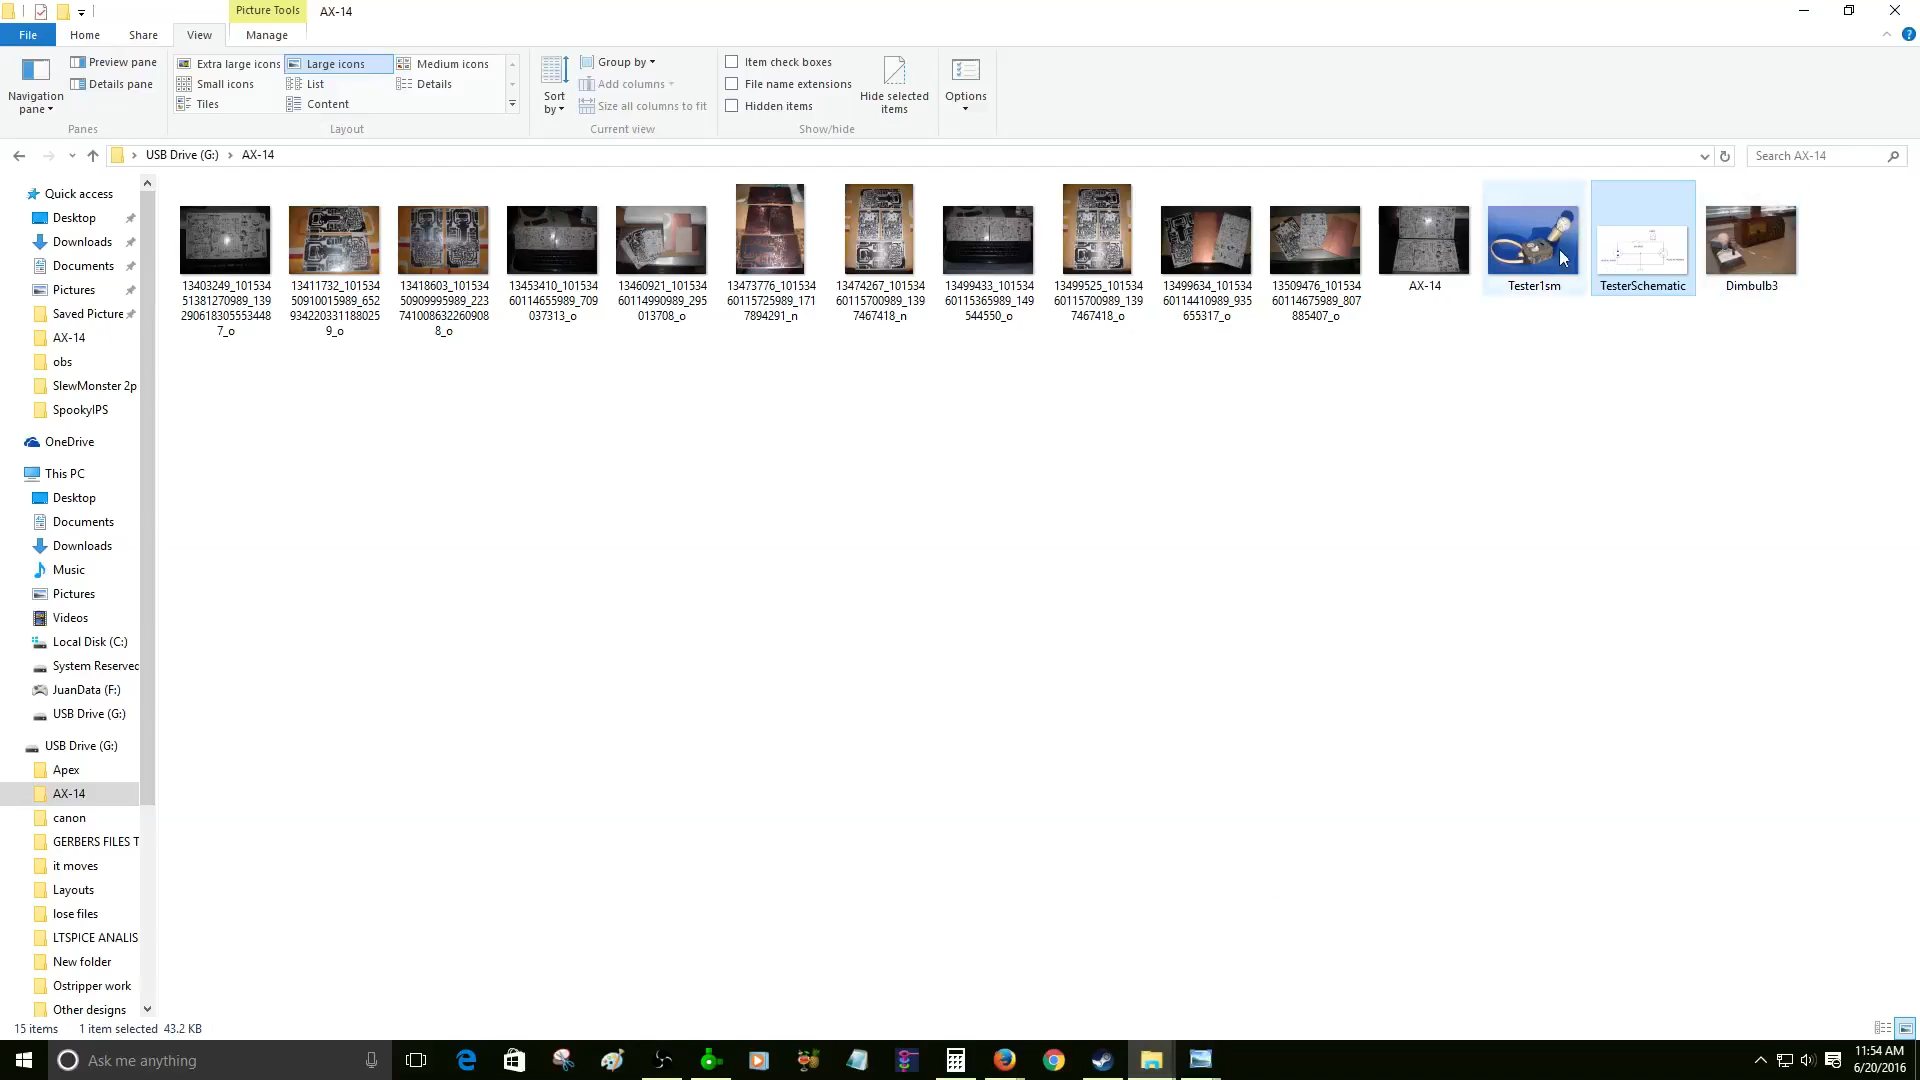 Picture Tools
AX-14
File
Home
Share
View
Manage
Navigation
pane
Preview pane
Details pane
Panes
Extra large icons
Large icons
Medium icons
Small icons
List
Details
Tiles
Content
Layout
Sort
by
Group by
Add columns
Size all columns to fit
Current view
Item check boxes
File name extensions
Hidden items
Hide selected
items
Show/hide
Options
USB Drive (G:)
AX-14
Search AX-14
Quick access
Desktop
Downloads
Documents
Pictures
Saved Picture
AX-14
obs
SlewMonster 2p
SpookyIPS
OneDrive
This PC
Desktop
Documents
Downloads
Music
Pictures
Videos
Local Disk (C:)
System Reserved
JuanData (F:)
USB Drive (G:)
USB Drive (G:)
Apex
AX-14
canon
GERBERS FILES T
it moves
Layouts
lose files
LTSPICE ANALIS
New folder
Ostripper work
Other designs
13403249_101534
51381270989_139
290618305553448
7_o
13411732_101534
50910015989_652
934220331188025
9_o
13418603_101534
50909995989_223
741008632260908
8_o
13453410_101534
60114655989_709
037313_o
13460921_101534
60114990989_295
013708_o
13473776_101534
60115725989_171
7894291_n
13474267_101534
60115700989_139
7467418_n
13499433_101534
60115365989_149
544550_o
13499525_101534
60115700989_139
7467418_o
13499634_101534
60114410989_935
655317_o
13509476_101534
60114675989_807
885407_o
AX-14
Tester1sm
TesterSchematic
Dimbulb3
15 items
1 item selected 43.2 KB
Ask me anything
11:54 AM
6/20/2016